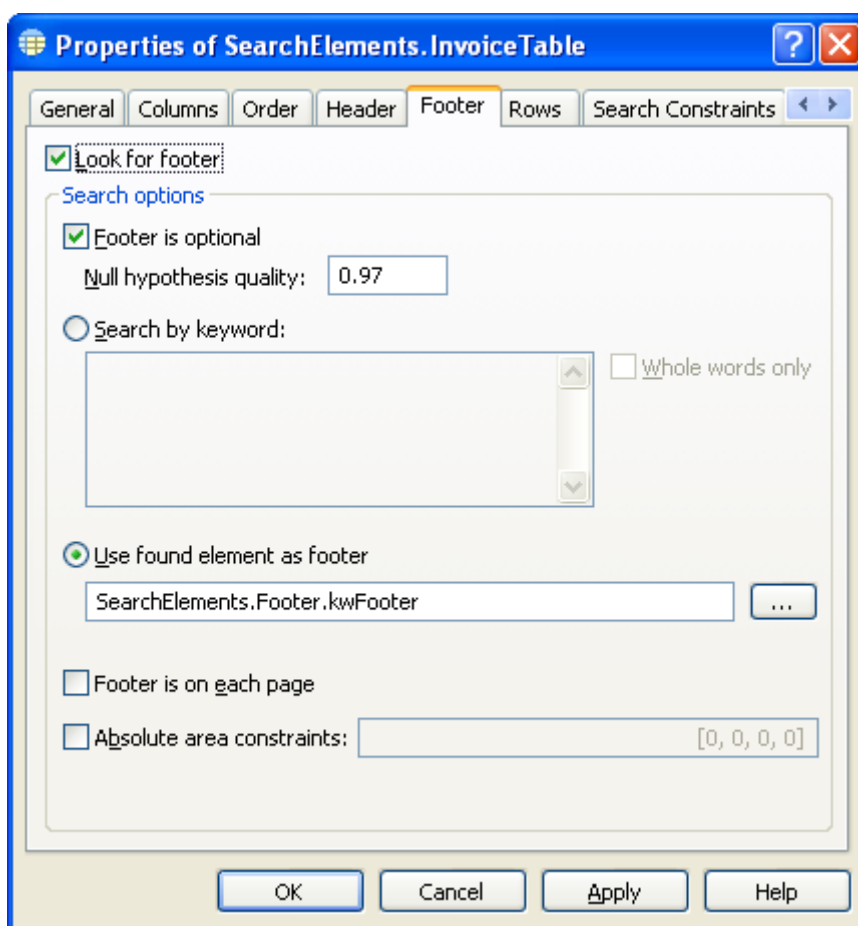 Properties of SearchElements.InvoiceTable
General Columns Order Header Footer Rows Search Constraints
Look for footer
Search options
Footer is optional
Null hypothesis quality: 0.97
Search by keyword:
Whole words only
Use found element as footer
SearchElements.Footer.kwFooter ...
Footer is on each page
Absolute area constraints: [0, 0, 0, 0]
OK Cancel Apply Help